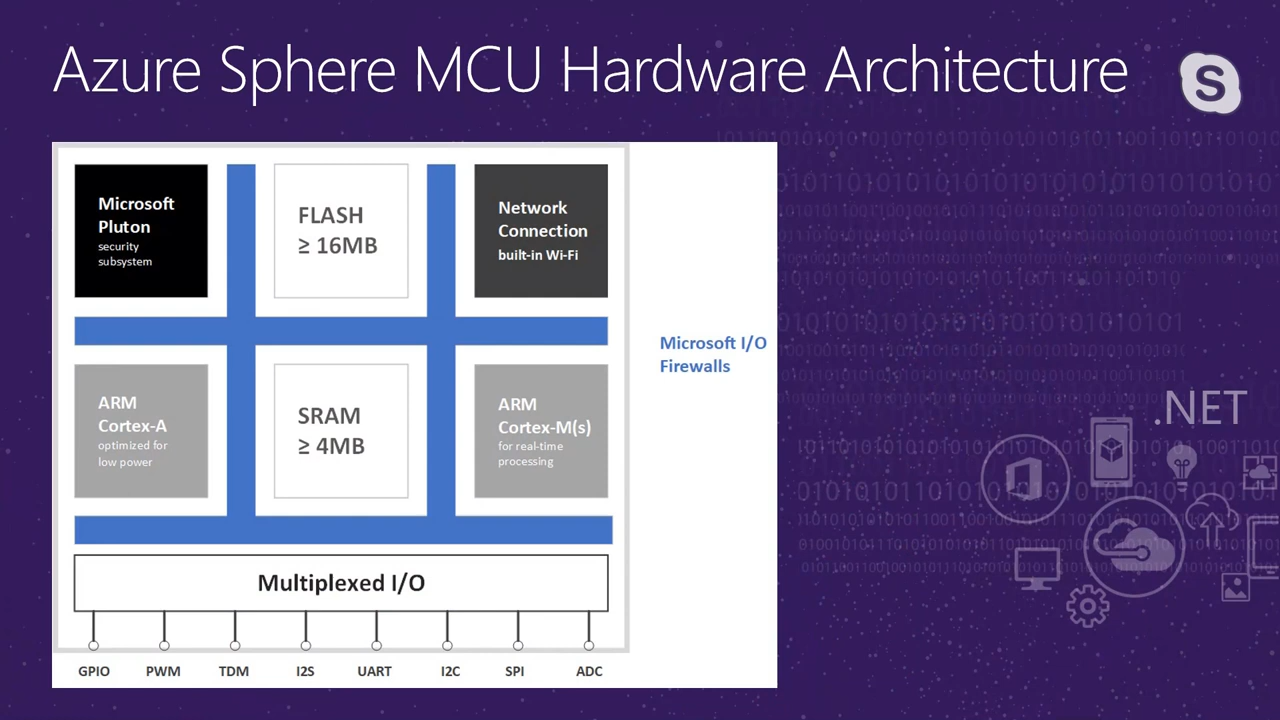 Azure Sphere MCU Hardware Architecture
S
Microsoft
Pluton
security
subsystem
FLASH
≥ 16MB
Network
Connection
built-in Wi-Fi
Microsoft I/O
Firewalls
ARM
Cortex-A
optimized for
low power
SRAM
≥ 4MB
ARM
Cortex-M(s)
for real-time
processing
.NET
Multiplexed I/O
GPIO PWM TDM I2S UART I2C SPI ADC